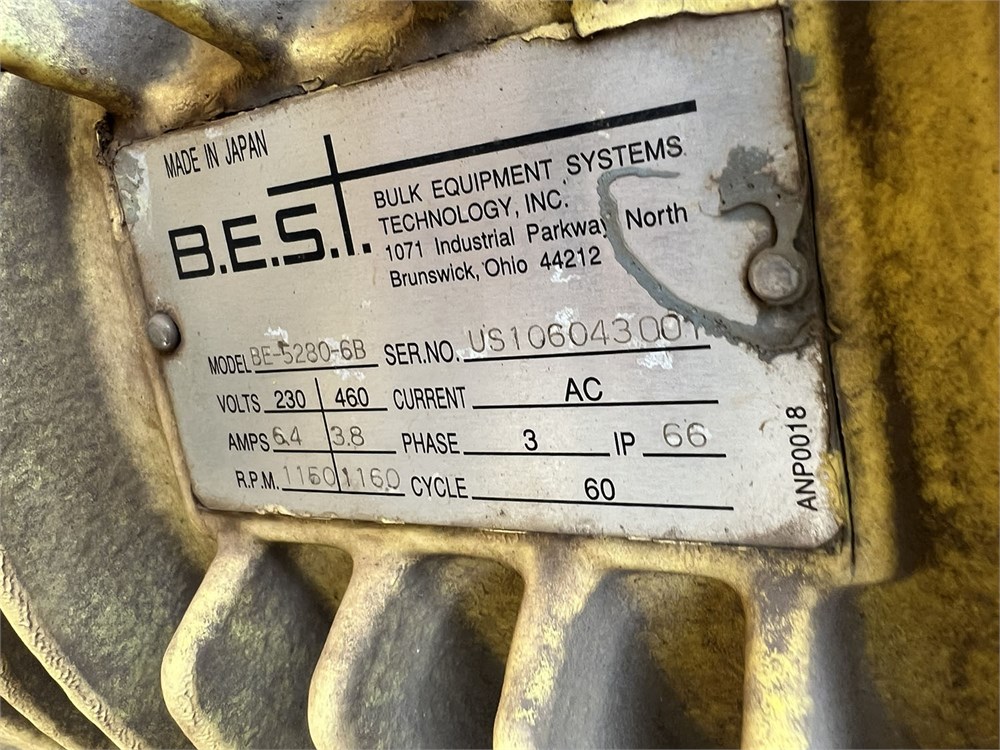 MADE IN JAPAN
B.E.S.T.
BULK EQUIPMENT SYSTEMS
TECHNOLOGY, INC.
1071 Industrial Parkway North
Brunswick, Ohio 44212
MODEL BE-5280-6B SER.NO. US106043001
VOLTS 230 460 CURRENT AC
AMPS 6.4 3.8 PHASE 3 IP 66
R.P.M. 1160 1160 CYCLE 60
ANP0018